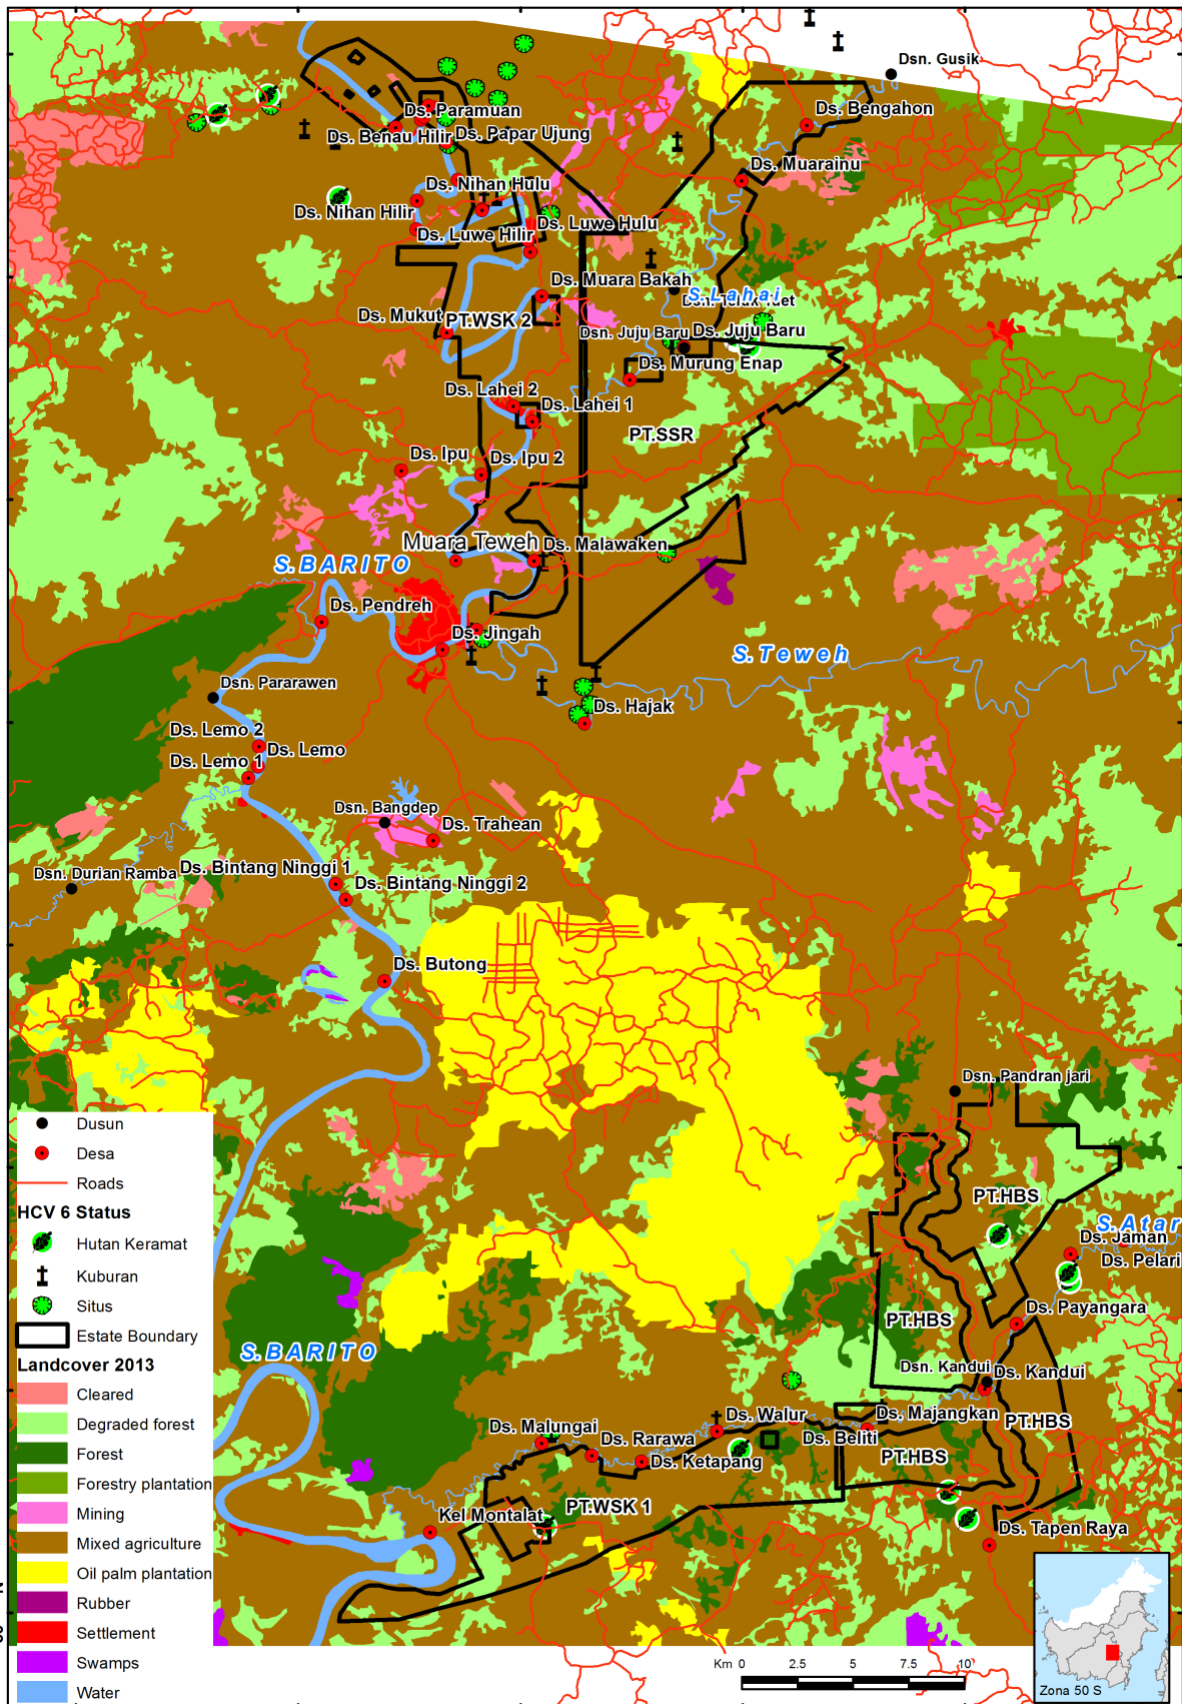 Dsn. Gusik
Ds. Paramuan
Ds. Bengahon
Ds. Benau Hilir
Ds. Papar Ujung
Ds. Muarainu
Ds. Nihan Hulu
Ds. Nihan Hilir
Ds. Luwe Hulu
Ds. Luwe Hilir
Ds. Muara Bakah
S.Lahai
Ds. Mukut
PT.WSK 2
Dsn. Juju Baru
Ds. Juju Baru
Ds. Murung Enap
Ds. Lahei 2
Ds. Lahei 1
PT.SSR
Ds. Ipu
Ds. Ipu 2
Muara Teweh
Ds. Malawaken
S.BARITO
Ds. Pendreh
Ds. Jingah
S.Teweh
Dsn. Pararawen
Ds. Hajak
Ds. Lemo 2
Ds. Lemo
Ds. Lemo 1
Dsn. Bangdep
Ds. Trahean
Dsn. Durian Ramba
Ds. Bintang Ninggi 1
Ds. Bintang Ninggi 2
Ds. Butong
Dsn. Pandran jari
PT.HBS
S.Atar
Ds. Jaman
Ds. Pelari
Ds. Payangara
PT.HBS
S.BARITO
Dsn. Kandui
Ds. Kandui
Ds. Malungai
Ds. Walur
Ds. Majangkan
PT.HBS
Ds. Rarawa
Ds. Beliti
Ds. Ketapang
PT.HBS
PT.WSK 1
Kel Montalat
Ds. Tapen Raya
Dusun
Desa
Roads
HCV 6 Status
Hutan Keramat
Kuburan
Situs
Estate Boundary
Landcover 2013
Cleared
Degraded forest
Forest
Forestry plantation
Mining
Mixed agriculture
Oil palm plantation
Rubber
Settlement
Swamps
Water
Km 0 2.5 5 7.5 10
Zona 50 S